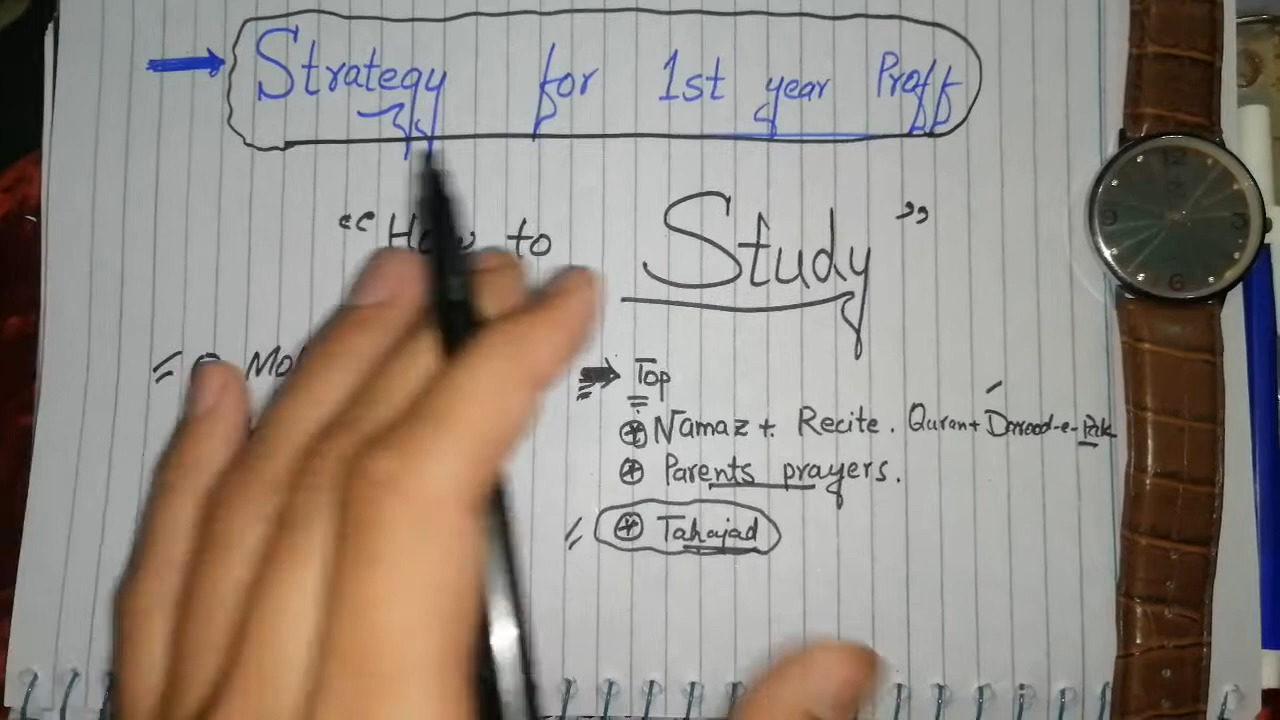 Strategy for 1st year Proff
"How to Study"
Top
Namaz + Recite. Quran + Darood-e-Pak
Parents prayers.
Tahajad